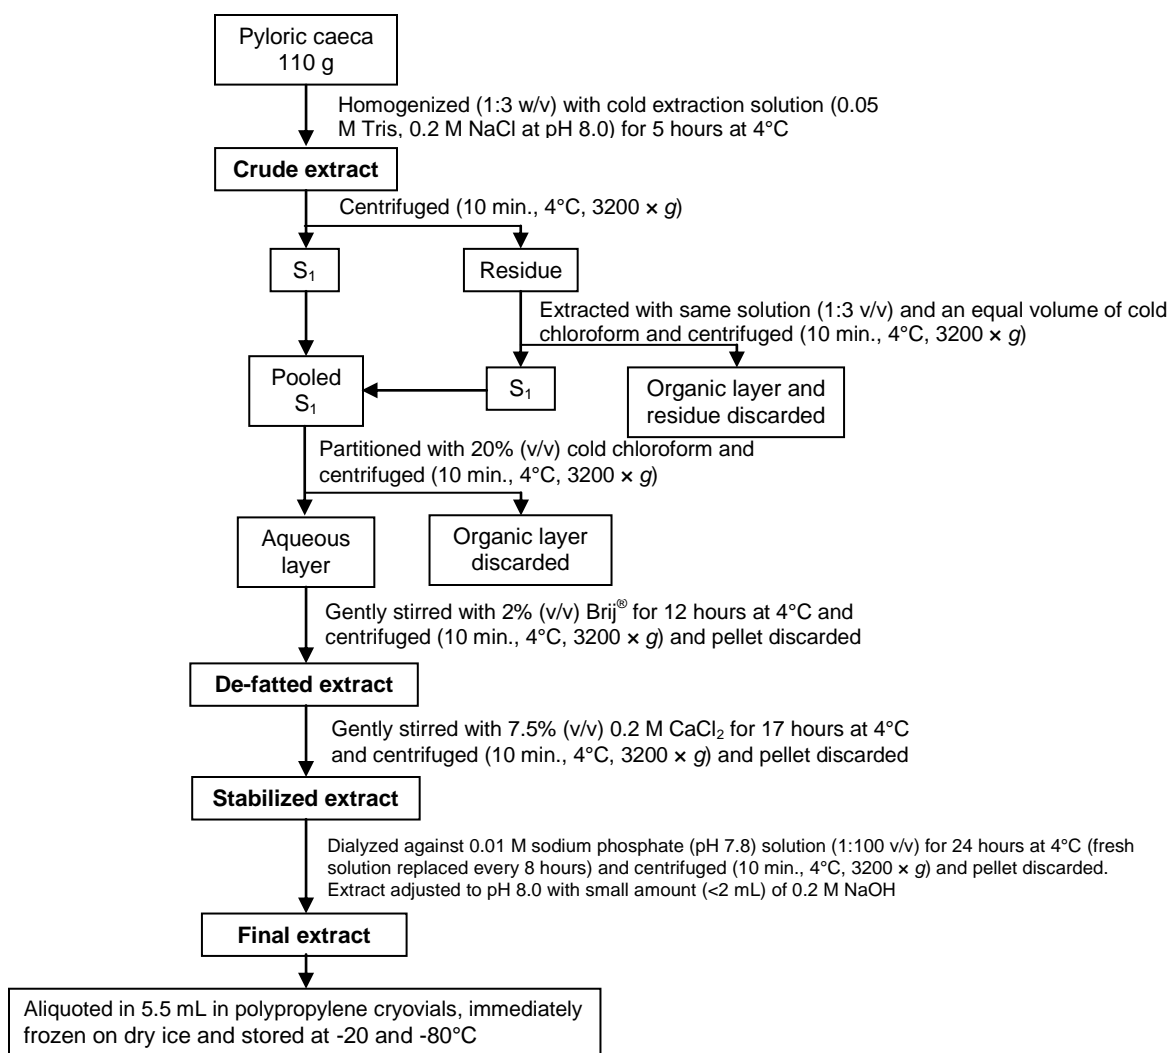 Pyloric caeca
110 g
Homogenized (1:3 w/v) with cold extraction solution (0.05
M Tris, 0.2 M NaCl at pH 8.0) for 5 hours at 4°C
Crude extract
Centrifuged (10 min., 4°C, 3200 × g)
S₁
Residue
Extracted with same solution (1:3 v/v) and an equal volume of cold
chloroform and centrifuged (10 min., 4°C, 3200 × g)
Pooled
S₁
S₁
Organic layer and
residue discarded
Partitioned with 20% (v/v) cold chloroform and
centrifuged (10 min., 4°C, 3200 × g)
Aqueous
layer
Organic layer
discarded
Gently stirred with 2% (v/v) Brij® for 12 hours at 4°C and
centrifuged (10 min., 4°C, 3200 × g) and pellet discarded
De-fatted extract
Gently stirred with 7.5% (v/v) 0.2 M CaCl₂ for 17 hours at 4°C
and centrifuged (10 min., 4°C, 3200 × g) and pellet discarded
Stabilized extract
Dialyzed against 0.01 M sodium phosphate (pH 7.8) solution (1:100 v/v) for 24 hours at 4°C (fresh
solution replaced every 8 hours) and centrifuged (10 min., 4°C, 3200 × g) and pellet discarded.
Extract adjusted to pH 8.0 with small amount (<2 mL) of 0.2 M NaOH
Final extract
Aliquoted in 5.5 mL in polypropylene cryovials, immediately
frozen on dry ice and stored at -20 and -80°C